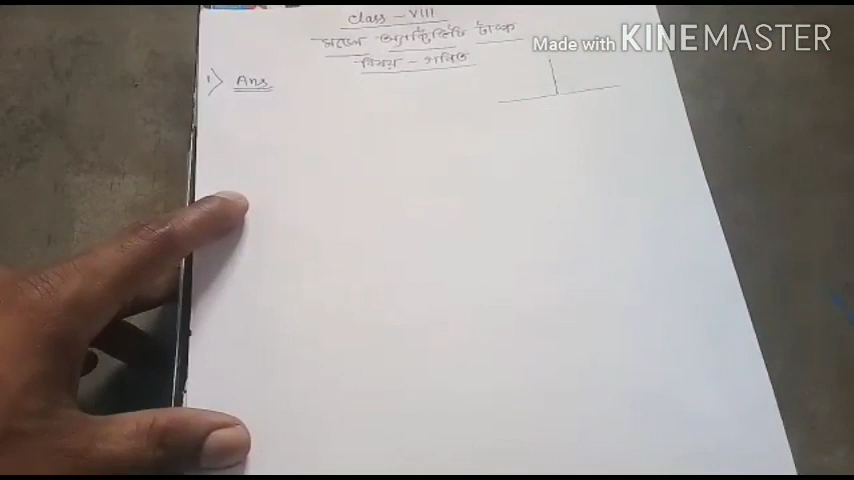 Class - VIII
মডেল অ্যাক্টিভিটি টাস্ক
Made with KINEMASTER
বিষয় - গণিত
1) Ans